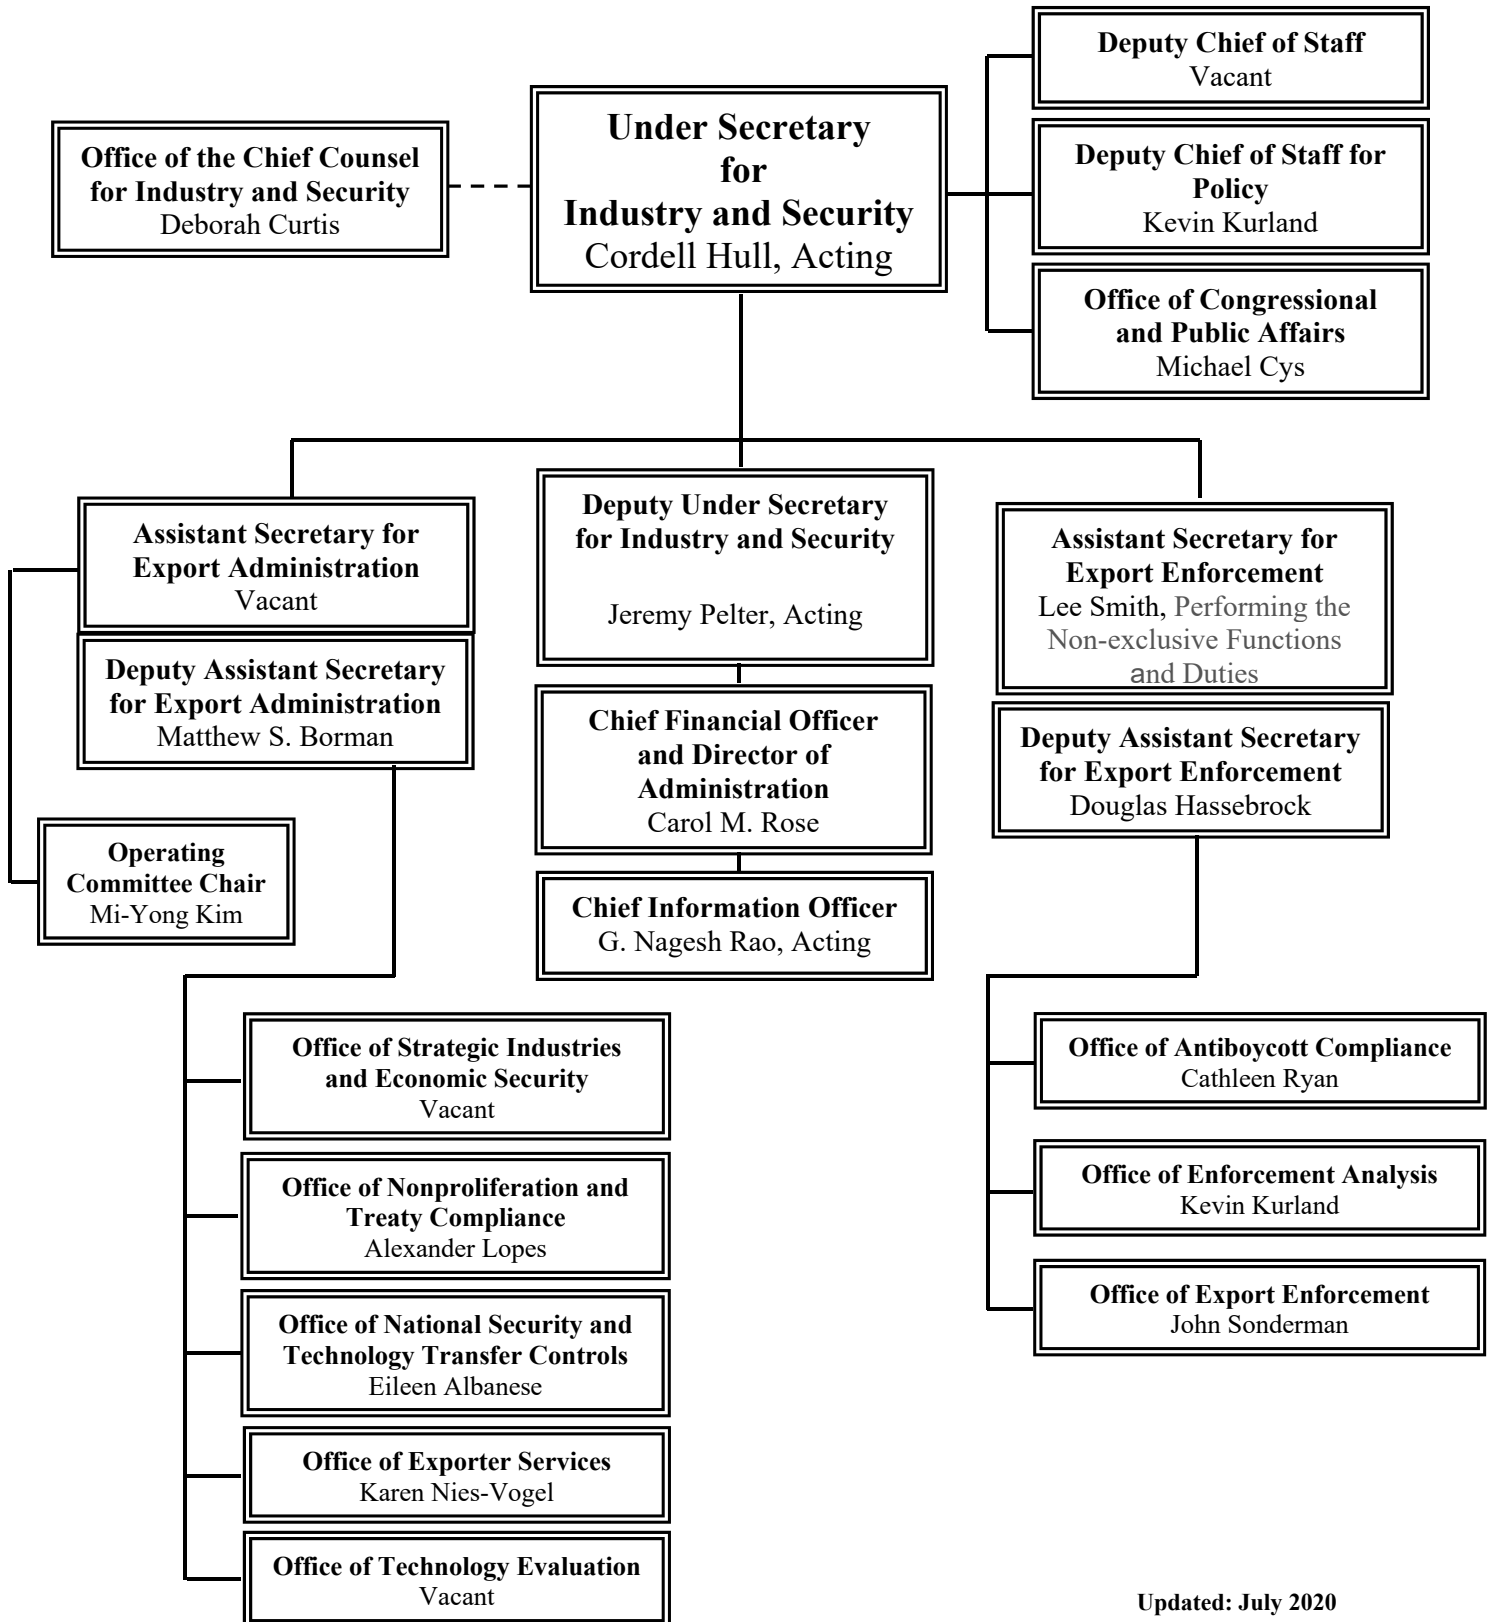 Deputy Chief of Staff
Vacant
Under Secretary
for
Industry and Security
Cordell Hull, Acting
Office of the Chief Counsel
for Industry and Security
Deborah Curtis
Deputy Chief of Staff for
Policy
Kevin Kurland
Office of Congressional
and Public Affairs
Michael Cys
Assistant Secretary for
Export Administration
Vacant
Deputy Assistant Secretary
for Export Administration
Matthew S. Borman
Operating
Committee Chair
Mi-Yong Kim
Deputy Under Secretary
for Industry and Security
Jeremy Pelter, Acting
Chief Financial Officer
and Director of
Administration
Carol M. Rose
Chief Information Officer
G. Nagesh Rao, Acting
Assistant Secretary for
Export Enforcement
Lee Smith, Performing the
Non-exclusive Functions
and Duties
Deputy Assistant Secretary
for Export Enforcement
Douglas Hassebrock
Office of Strategic Industries
and Economic Security
Vacant
Office of Nonproliferation and
Treaty Compliance
Alexander Lopes
Office of National Security and
Technology Transfer Controls
Eileen Albanese
Office of Exporter Services
Karen Nies-Vogel
Office of Technology Evaluation
Vacant
Office of Antiboycott Compliance
Cathleen Ryan
Office of Enforcement Analysis
Kevin Kurland
Office of Export Enforcement
John Sonderman
Updated: July 2020